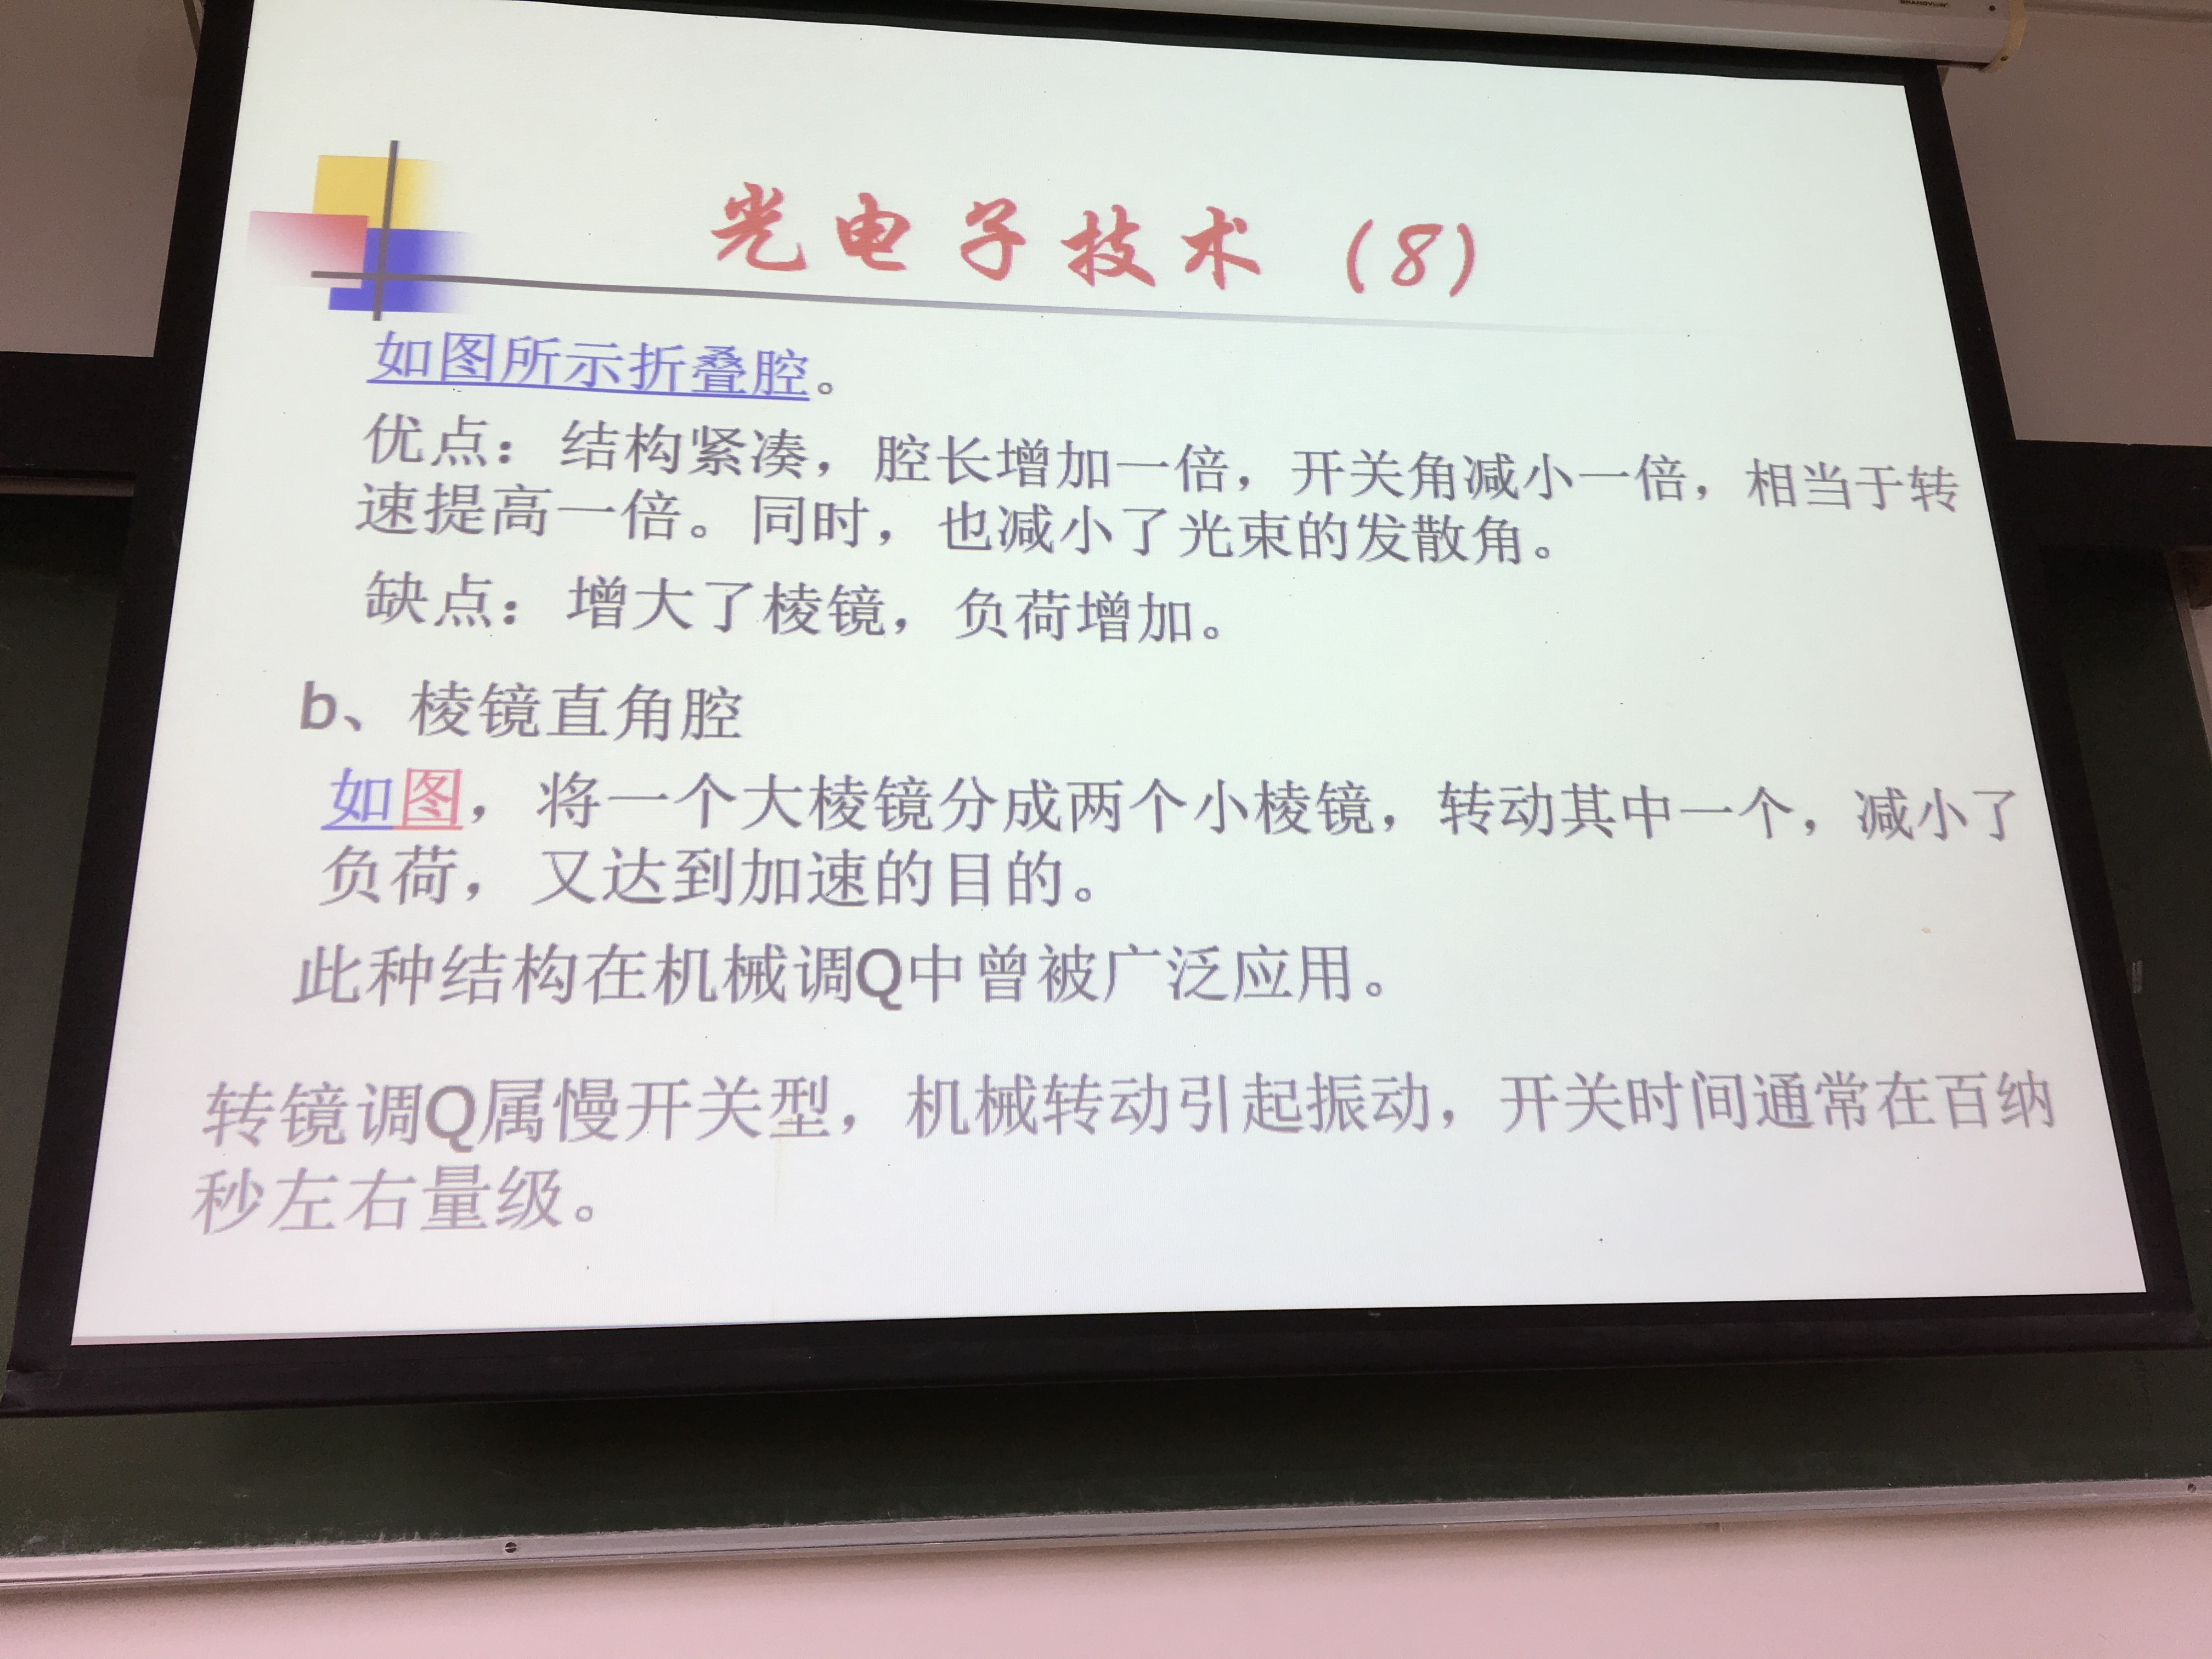 光电子技术（8）
如图所示折叠腔。
优点：结构紧凑，腔长增加一倍，开关角减小一倍，相当于转
速提高一倍。同时，也减小了光束的发散角。
缺点：增大了棱镜，负荷增加。
b、棱镜直角腔
如图，将一个大棱镜分成两个小棱镜，转动其中一个，减小了
负荷，又达到加速的目的。
此种结构在机械调Q中曾被广泛应用。
转镜调Q属慢开关型，机械转动引起振动，开关时间通常在百纳
秒左右量级。